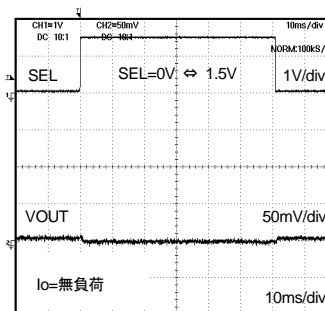 CH1=1V CH2=50mV 10ms/div
DC 10:1 DC 10:1
NORM:100kS/
SEL SEL=0V ⇔ 1.5V 1V/div
VOUT 50mV/div
Io=無負荷
10ms/div